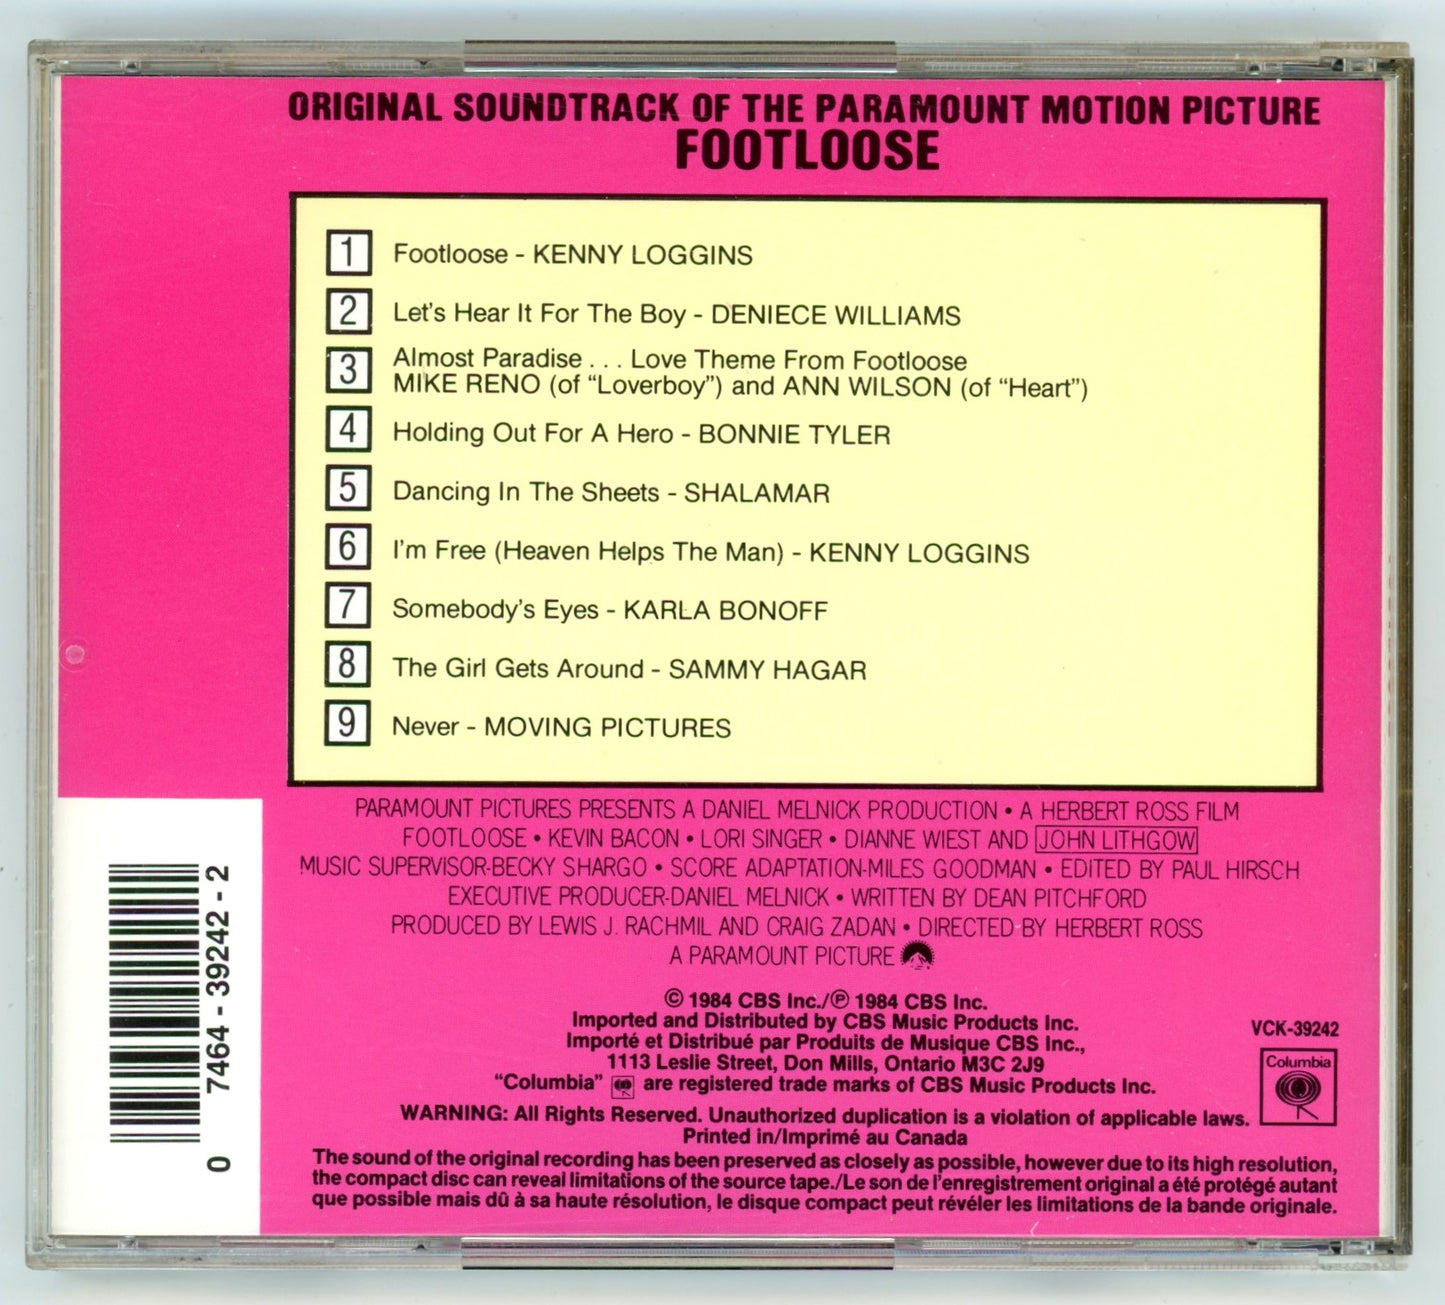 ORIGINAL SOUNDTRACK OF THE PARAMOUNT MOTION PICTURE
FOOTLOOSE
1 Footloose - KENNY LOGGINS
2 Let's Hear It For The Boy - DENIECE WILLIAMS
3 Almost Paradise . . . Love Theme From Footloose
MIKE RENO (of "Loverboy") and ANN WILSON (of "Heart")
4 Holding Out For A Hero - BONNIE TYLER
5 Dancing In The Sheets - SHALAMAR
6 I'm Free (Heaven Helps The Man) - KENNY LOGGINS
7 Somebody's Eyes - KARLA BONOFF
8 The Girl Gets Around - SAMMY HAGAR
9 Never - MOVING PICTURES
PARAMOUNT PICTURES PRESENTS A DANIEL MELNICK PRODUCTION • A HERBERT ROSS FILM
FOOTLOOSE • KEVIN BACON • LORI SINGER • DIANNE WIEST AND JOHN LITHGOW
MUSIC SUPERVISOR-BECKY SHARGO • SCORE ADAPTATION-MILES GOODMAN • EDITED BY PAUL HIRSCH
EXECUTIVE PRODUCER-DANIEL MELNICK • WRITTEN BY DEAN PITCHFORD
PRODUCED BY LEWIS J. RACHMIL AND CRAIG ZADAN • DIRECTED BY HERBERT ROSS
A PARAMOUNT PICTURE
© 1984 CBS Inc./℗ 1984 CBS Inc.
Imported and Distributed by CBS Music Products Inc.
Importé et Distribué par Produits de Musique CBS Inc.,
1113 Leslie Street, Don Mills, Ontario M3C 2J9
"Columbia" are registered trade marks of CBS Music Products Inc.
WARNING: All Rights Reserved. Unauthorized duplication is a violation of applicable laws.
Printed in/Imprimé au Canada
The sound of the original recording has been preserved as closely as possible, however due to its high resolution,
the compact disc can reveal limitations of the source tape./Le son de l'enregistrement original a été protégé autant
que possible mais dû à sa haute résolution, le disque compact peut révéler les limitations de la bande originale.
VCK-39242
Columbia
0 7464 - 39242 - 2